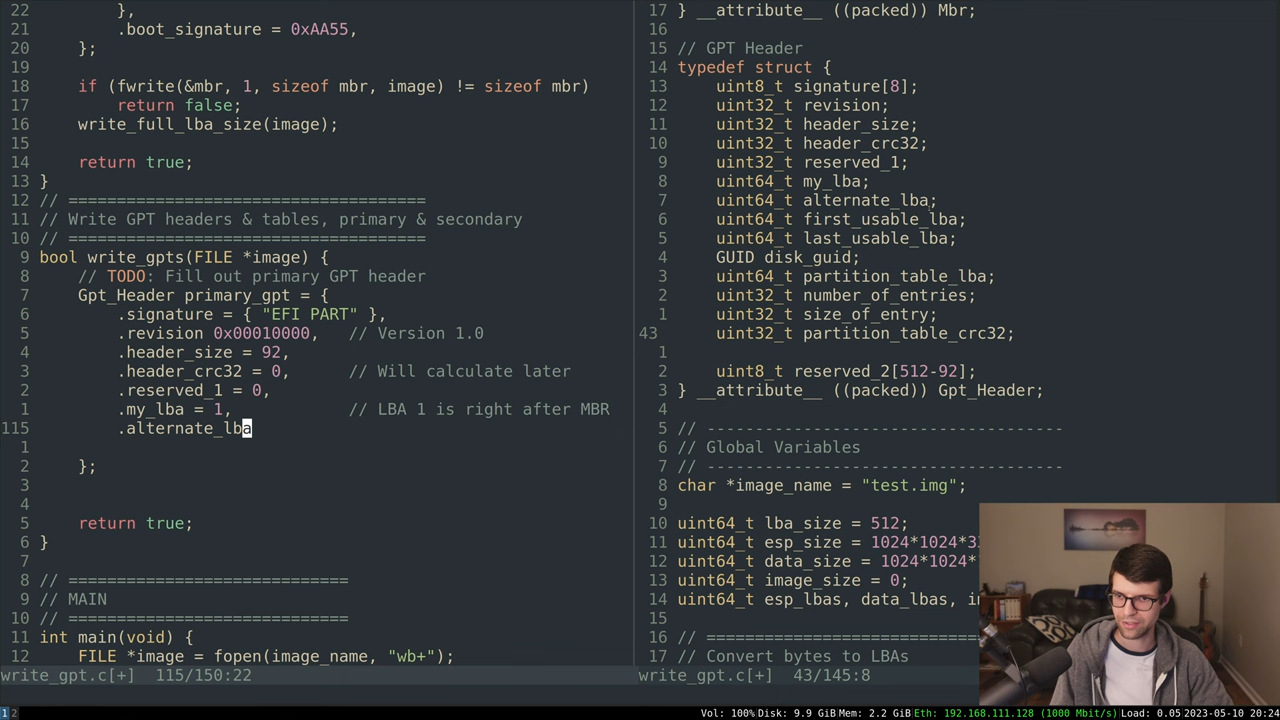 22         },
21         .boot_signature = 0xAA55,
20     };
19
18     if (fwrite(&mbr, 1, sizeof mbr, image) != sizeof mbr)
17         return false;
16     write_full_lba_size(image);
15
14     return true;
13 }
12 // =====================================
11 // Write GPT headers & tables, primary & secondary
10 // =====================================
9 bool write_gpts(FILE *image) {
8     // TODO: Fill out primary GPT header
7     Gpt_Header primary_gpt = {
6         .signature = { "EFI PART" },
5         .revision 0x00010000,   // Version 1.0
4         .header_size = 92,
3         .header_crc32 = 0,      // Will calculate later
2         .reserved_1 = 0,
1         .my_lba = 1,            // LBA 1 is right after MBR
115         .alternate_lba
1
2     };
3
4
5     return true;
6 }
7
8 // =============================
9 // MAIN
10 // =============================
11 int main(void) {
12     FILE *image = fopen(image_name, "wb+");
write_gpt.c[+]  115/150:22
17 } __attribute__ ((packed)) Mbr;
16
15 // GPT Header
14 typedef struct {
13     uint8_t signature[8];
12     uint32_t revision;
11     uint32_t header_size;
10     uint32_t header_crc32;
9     uint32_t reserved_1;
8     uint64_t my_lba;
7     uint64_t alternate_lba;
6     uint64_t first_usable_lba;
5     uint64_t last_usable_lba;
4     GUID disk_guid;
3     uint64_t partition_table_lba;
2     uint32_t number_of_entries;
1     uint32_t size_of_entry;
43     uint32_t partition_table_crc32;
1
2     uint8_t reserved_2[512-92];
3 } __attribute__ ((packed)) Gpt_Header;
4
5 // -------------------------------------
6 // Global Variables
7 // -------------------------------------
8 char *image_name = "test.img";
9
10 uint64_t lba_size = 512;
11 uint64_t esp_size = 1024*1024*3
12 uint64_t data_size = 1024*1024*
13 uint64_t image_size = 0;
14 uint64_t esp_lbas, data_lbas, i
15
16 // =====================================
17 // Convert bytes to LBAs
write_gpt.c[+]  43/145:8
1 2 Vol: 100% Disk: 9.9 GiB Mem: 2.2 GiB Eth: 192.168.111.128 (1000 Mbit/s) Load: 0.05 2023-05-10 20:24